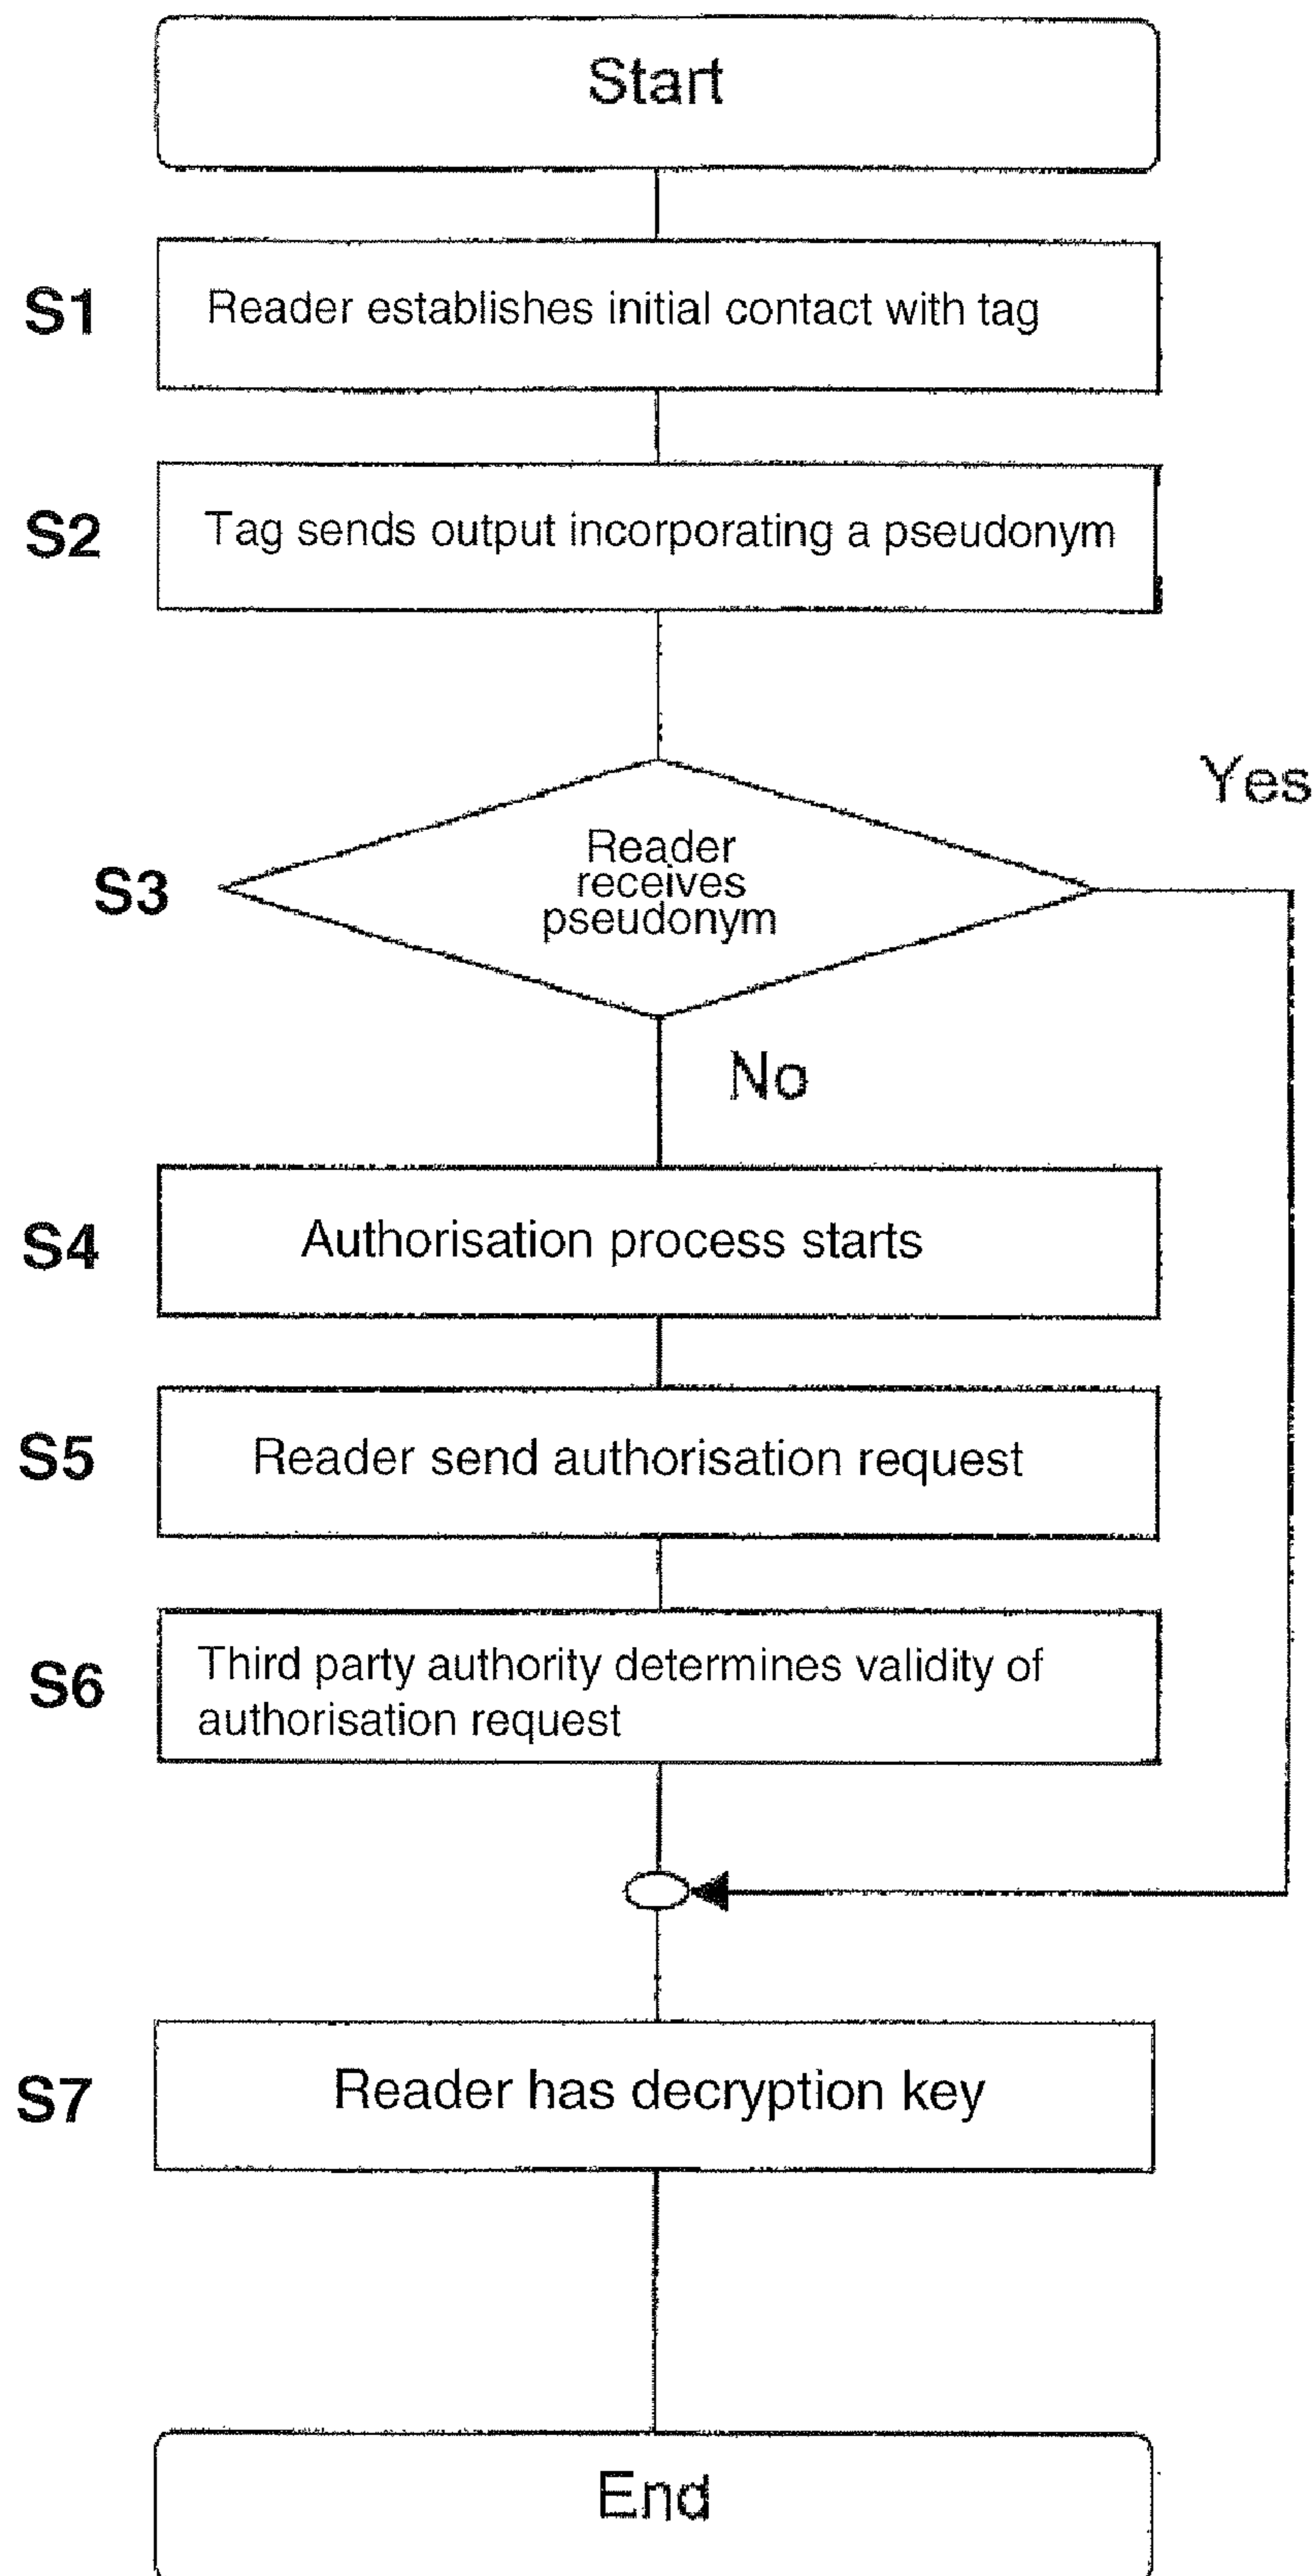 Start
S1
Reader establishes initial contact with tag
S2
Tag sends output incorporating a pseudonym
Yes
S3
Reader
receives
pseudonym
No
S4
Authorisation process starts
S5
Reader send authorisation request
S6
Third party authority determines validity of
authorisation request
S7
Reader has decryption key
End